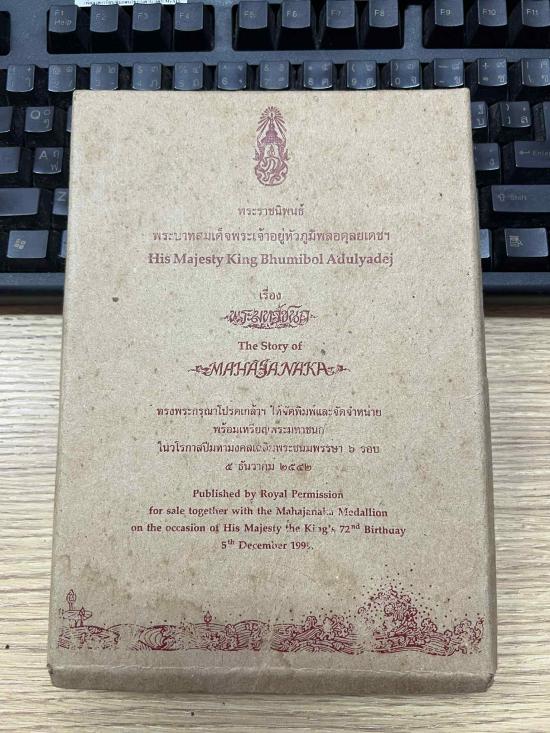 พระราชนิพนธ์
พระบาทสมเด็จพระเจ้าอยู่หัวภูมิพลอดุลยเดชฯ
His Majesty King Bhumibol Adulyadej
เรื่อง
พระมหาชนก
The Story of
MAHAJANAKA
ทรงพระกรุณาโปรดเกล้าฯ ให้จัดพิมพ์และจัดจำหน่าย
พร้อมเหรียญพระมหาชนก
ในวโรกาสปีมหามงคลเฉลิมพระชนมพรรษา ๖ รอบ
๕ ธันวาคม ๒๕๔๒
Published by Royal Permission
for sale together with the Mahajanaka Medallion
on the occasion of His Majesty the King's 72nd Birthday
5th December 1999.